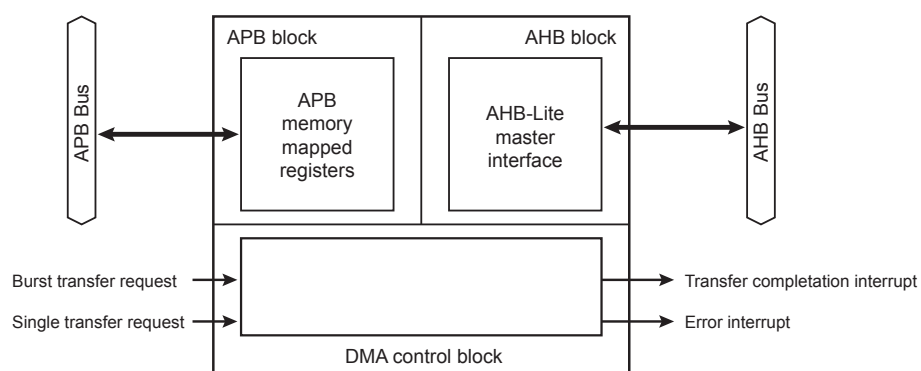 APB block
AHB block
APB Bus
APB
memory
mapped
registers
AHB-Lite
master
interface
AHB Bus
Burst transfer request
Single transfer request
Transfer completation interrupt
Error interrupt
DMA control block